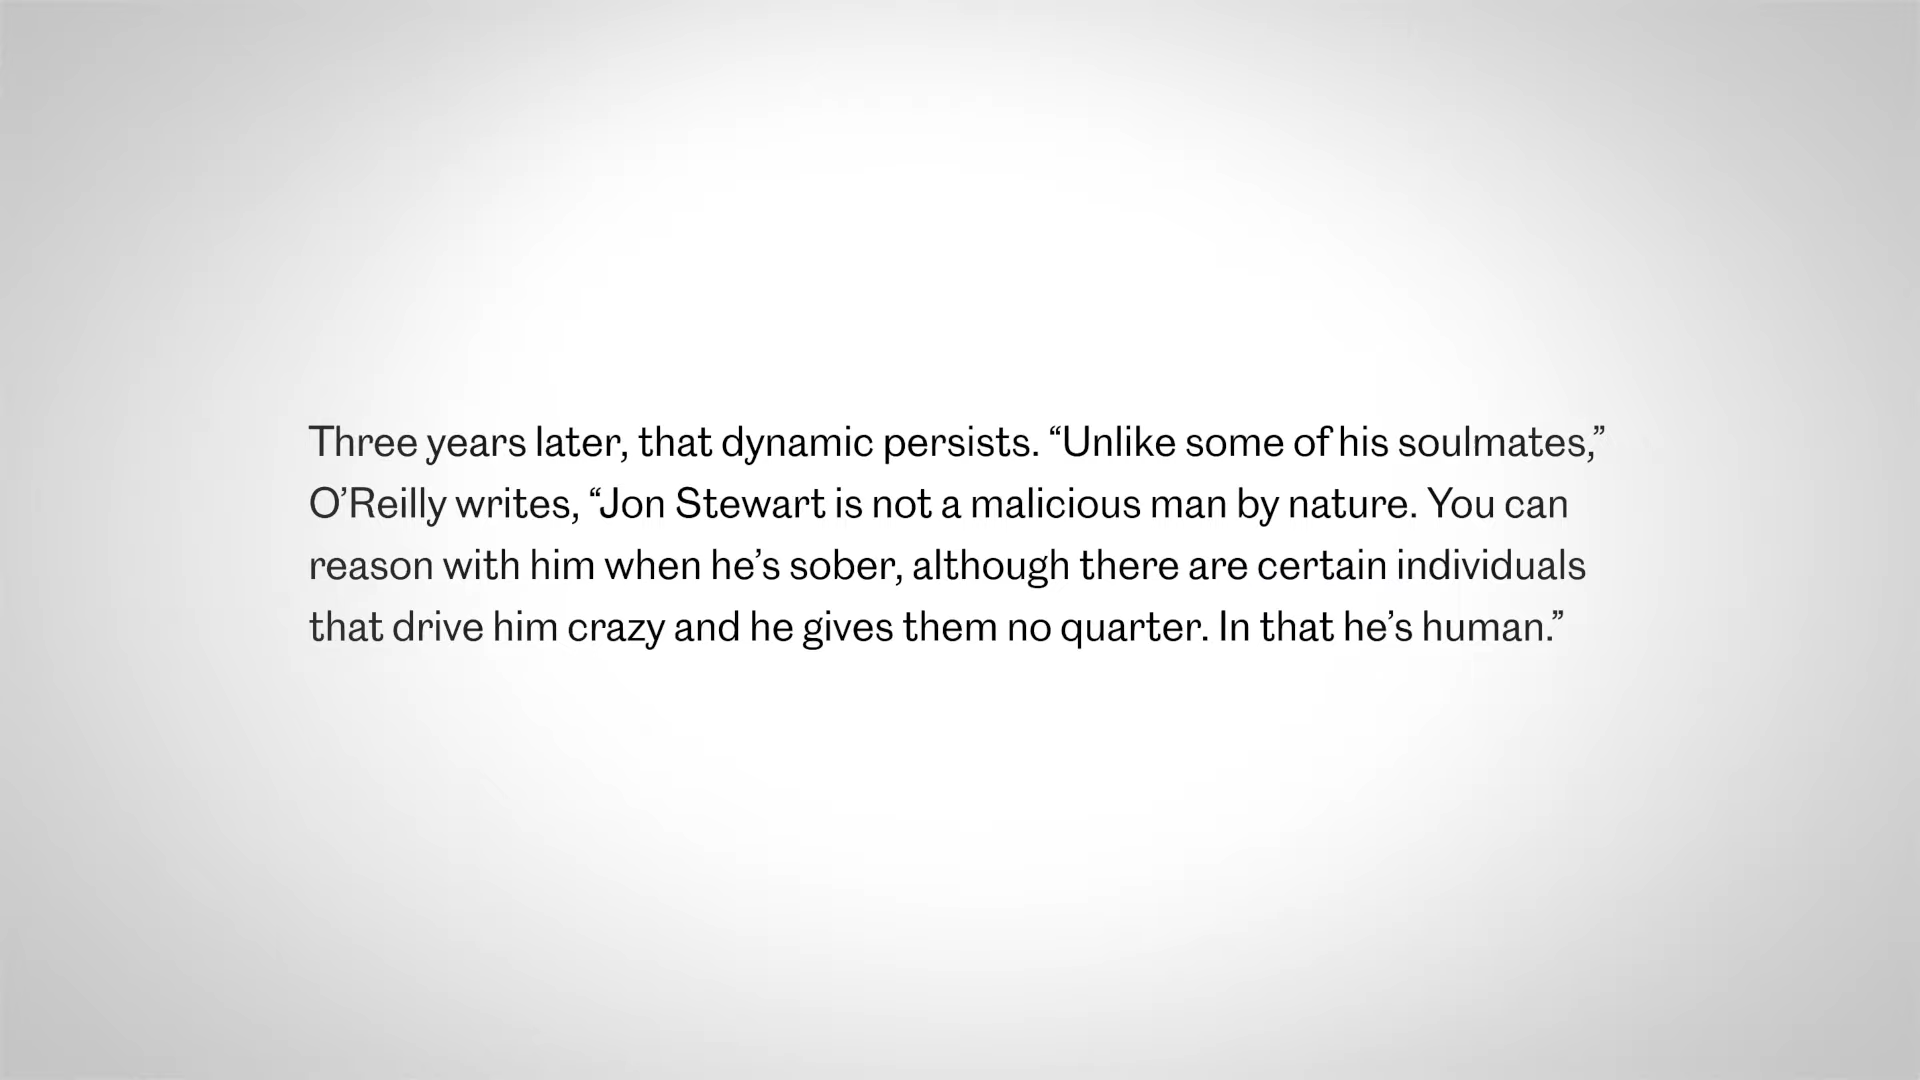 Three years later, that dynamic persists. “Unlike some of his soulmates,”
O’Reilly writes, “Jon Stewart is not a malicious man by nature. You can
reason with him when he’s sober, although there are certain individuals
that drive him crazy and he gives them no quarter. In that he’s human.”